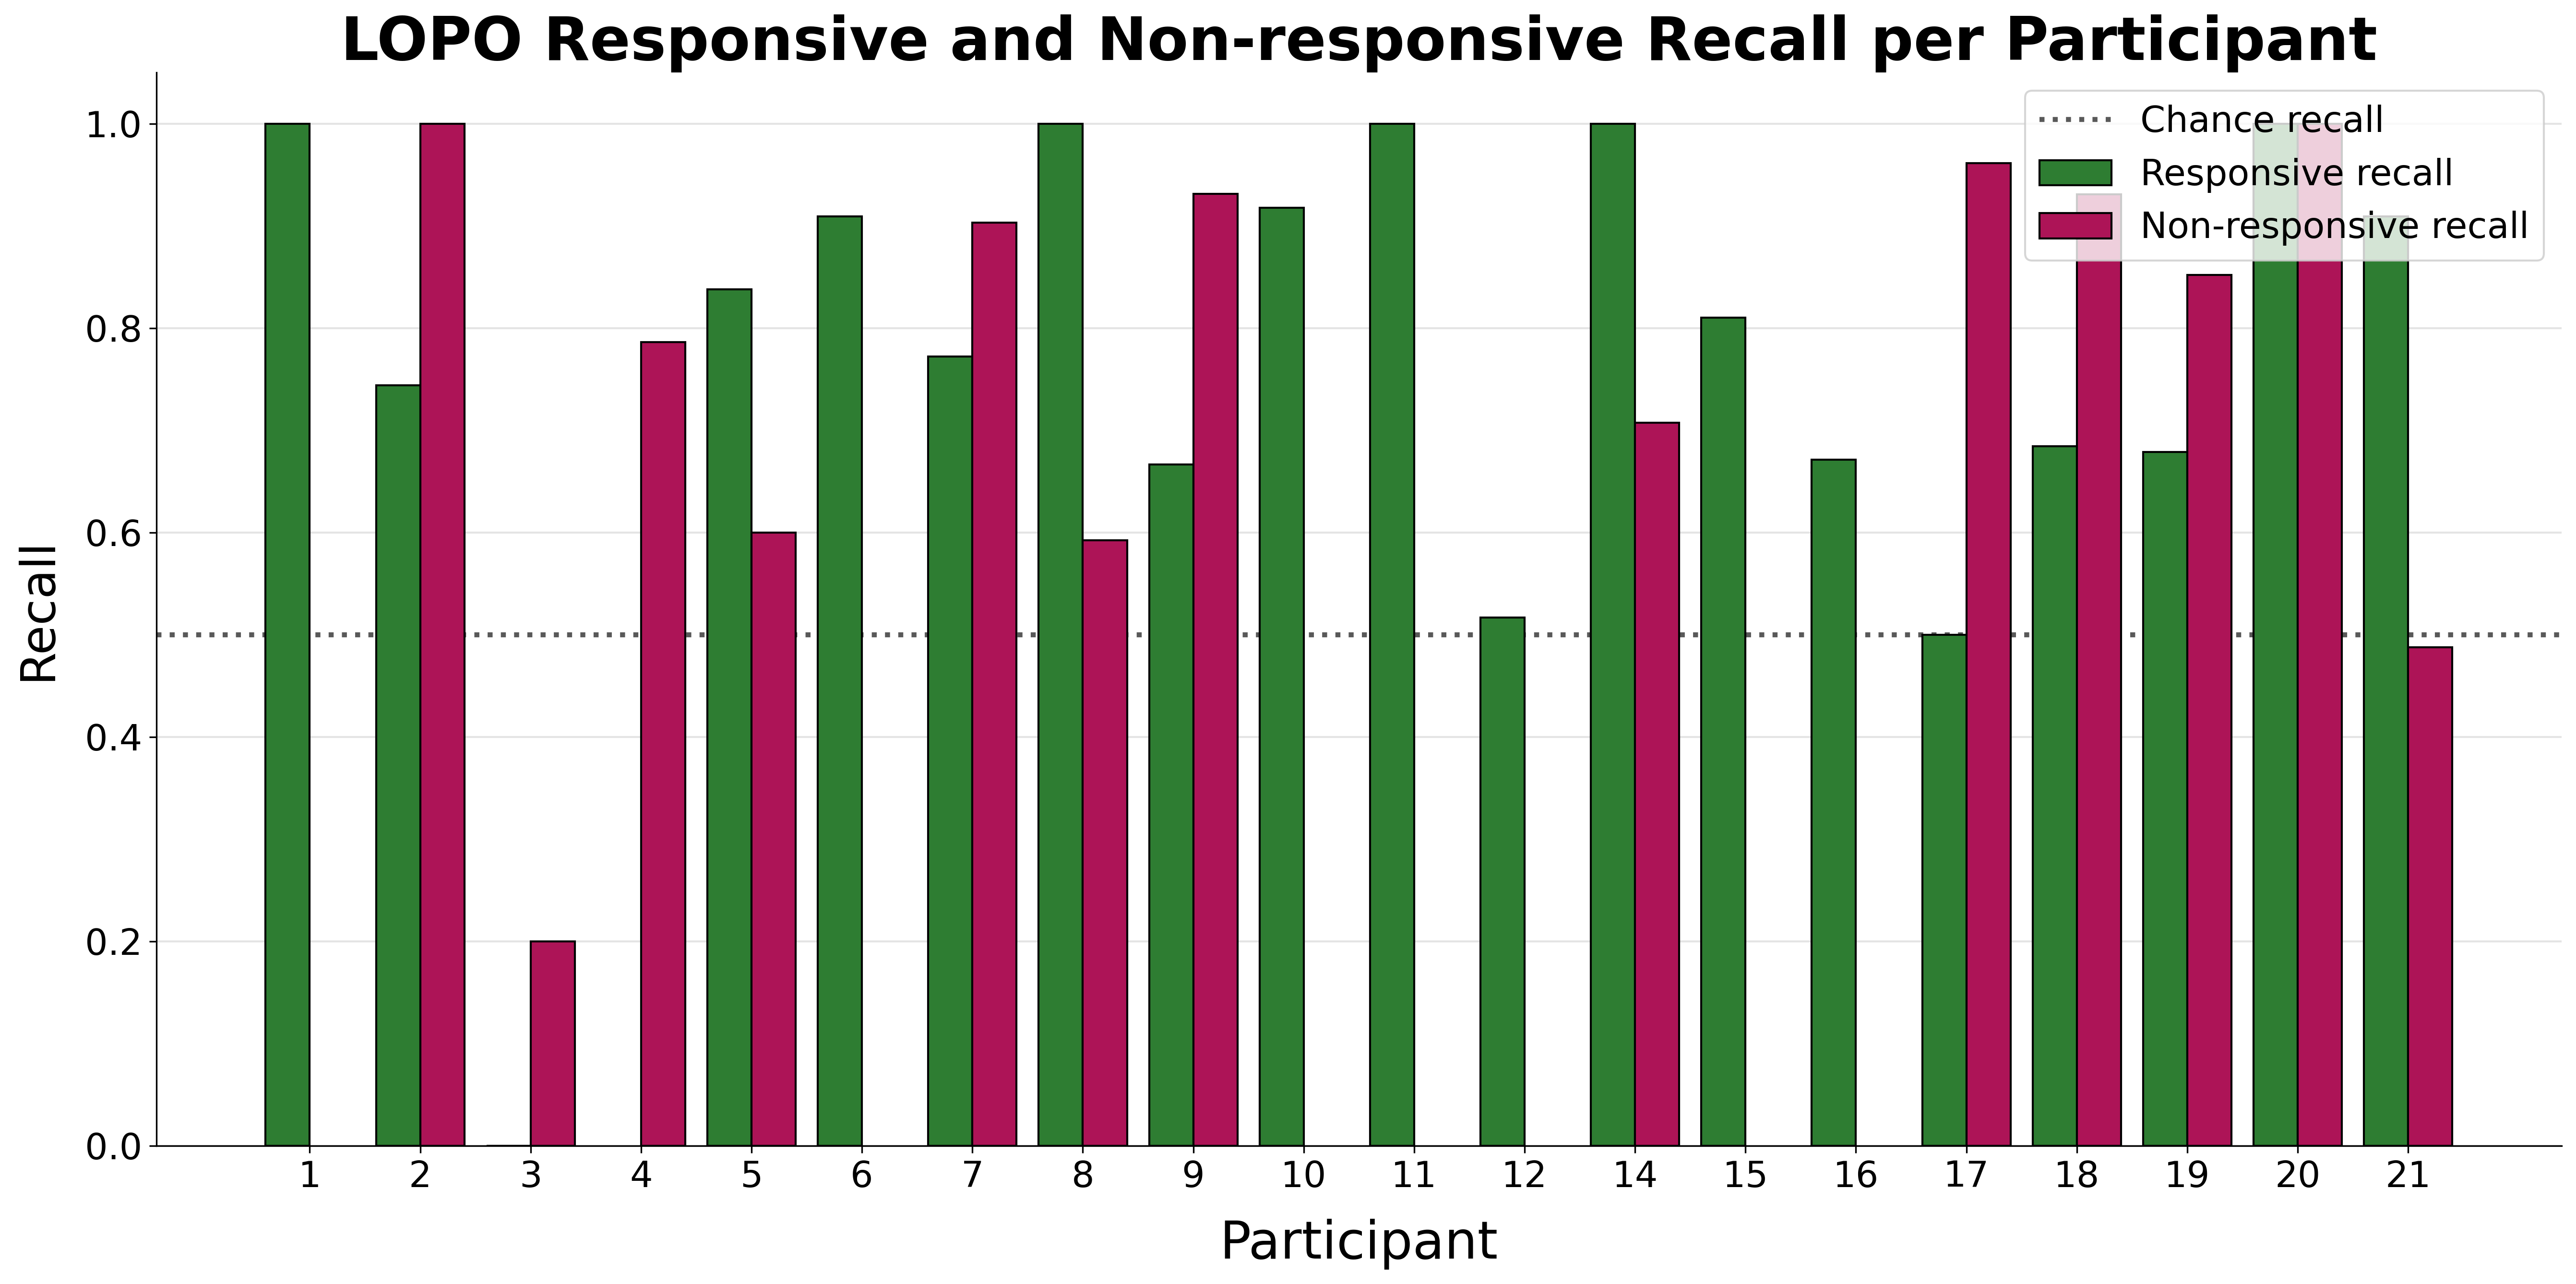 LOPO Responsive and Non-responsive Recall per Participant
Chance recall
Responsive recall
Non-responsive recall
1.0
0.8
0.6
0.4
0.2
0.0
Recall
1 2 3 4 5 6 7 8 9 10 11 12 14 15 16 17 18 19 20 21
Participant